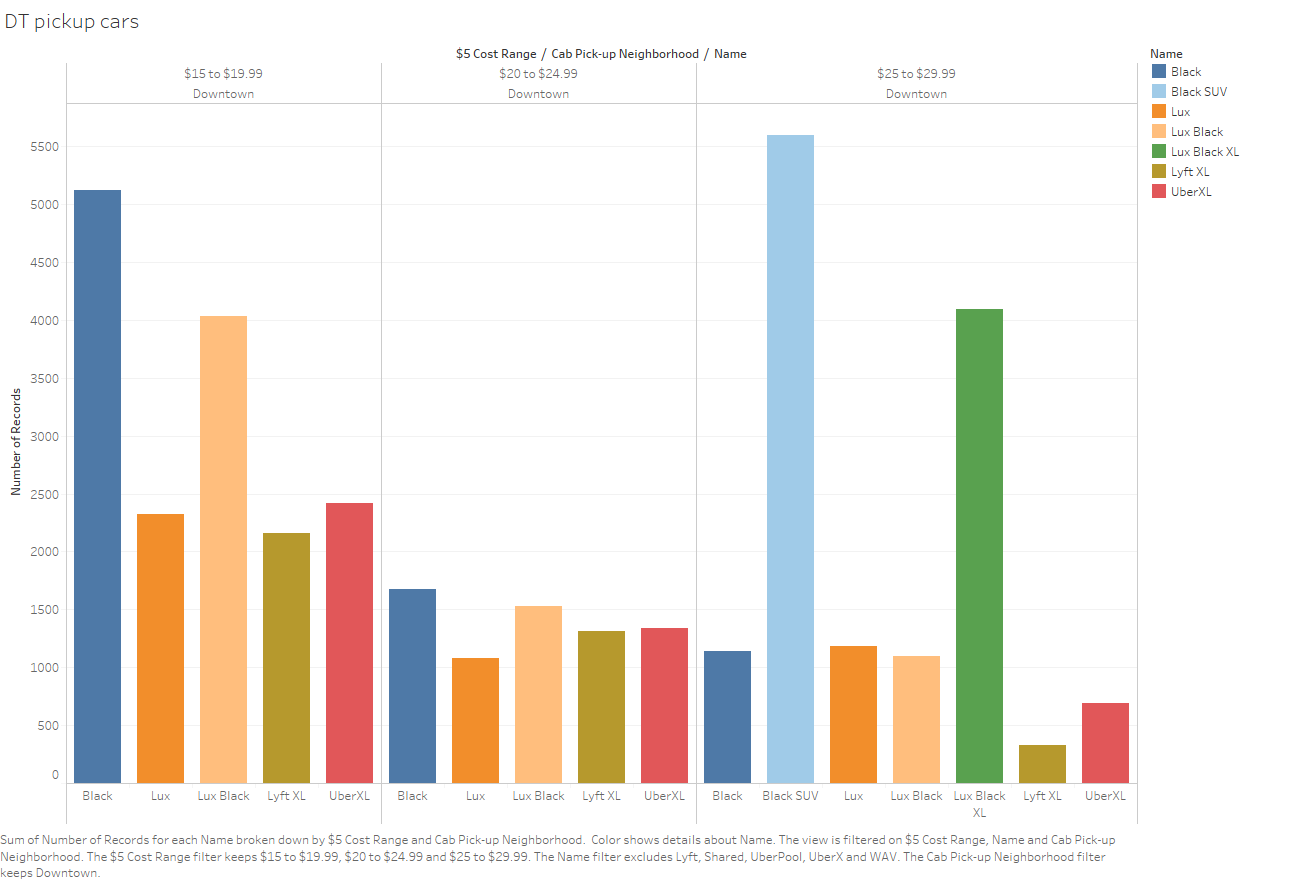 DT pickup cars
$5 Cost Range / Cab Pick-up Neighborhood / Name
$15 to $19.99
$20 to $24.99
$25 to $29.99
Downtown
Downtown
Downtown
Name
Black
Black SUV
Lux
Lux Black
Lux Black XL
Lyft XL
UberXL
Number of Records
5500
5000
4500
4000
3500
3000
2500
2000
1500
1000
500
0
Black
Lux
Lux Black
Lyft XL
UberXL
Black
Lux
Lux Black
Lyft XL
UberXL
Black
Black SUV
Lux
Lux Black
Lux Black
XL
Lyft XL
UberXL
Sum of Number of Records for each Name broken down by $5 Cost Range and Cab Pick-up Neighborhood.  Color shows details about Name. The view is filtered on $5 Cost Range, Name and Cab Pick-up
Neighborhood. The $5 Cost Range filter keeps $15 to $19.99, $20 to $24.99 and $25 to $29.99. The Name filter excludes Lyft, Shared, UberPool, UberX and WAV. The Cab Pick-up Neighborhood filter
keeps Downtown.